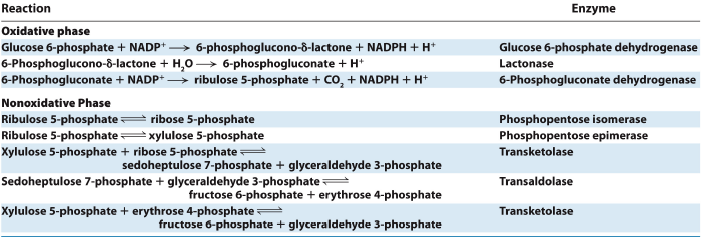 Reaction Enzyme
Oxidative phase
Glucose 6-phosphate + NADP⁺ ⟶ 6-phosphoglucono-δ-lactone + NADPH + H⁺ Glucose 6-phosphate dehydrogenase
6-Phosphoglucono-δ-lactone + H₂O ⟶ 6-phosphogluconate + H⁺ Lactonase
6-Phosphogluconate + NADP⁺ ⟶ ribulose 5-phosphate + CO₂ + NADPH + H⁺ 6-Phosphogluconate dehydrogenase
Nonoxidative Phase
Ribulose 5-phosphate ⇌ ribose 5-phosphate Phosphopentose isomerase
Ribulose 5-phosphate ⇌ xylulose 5-phosphate Phosphopentose epimerase
Xylulose 5-phosphate + ribose 5-phosphate ⇌ Transketolase
sedoheptulose 7-phosphate + glyceraldehyde 3-phosphate
Sedoheptulose 7-phosphate + glyceraldehyde 3-phosphate ⇌ Transaldolase
fructose 6-phosphate + erythrose 4-phosphate
Xylulose 5-phosphate + erythrose 4-phosphate ⇌ Transketolase
fructose 6-phosphate + glyceraldehyde 3-phosphate